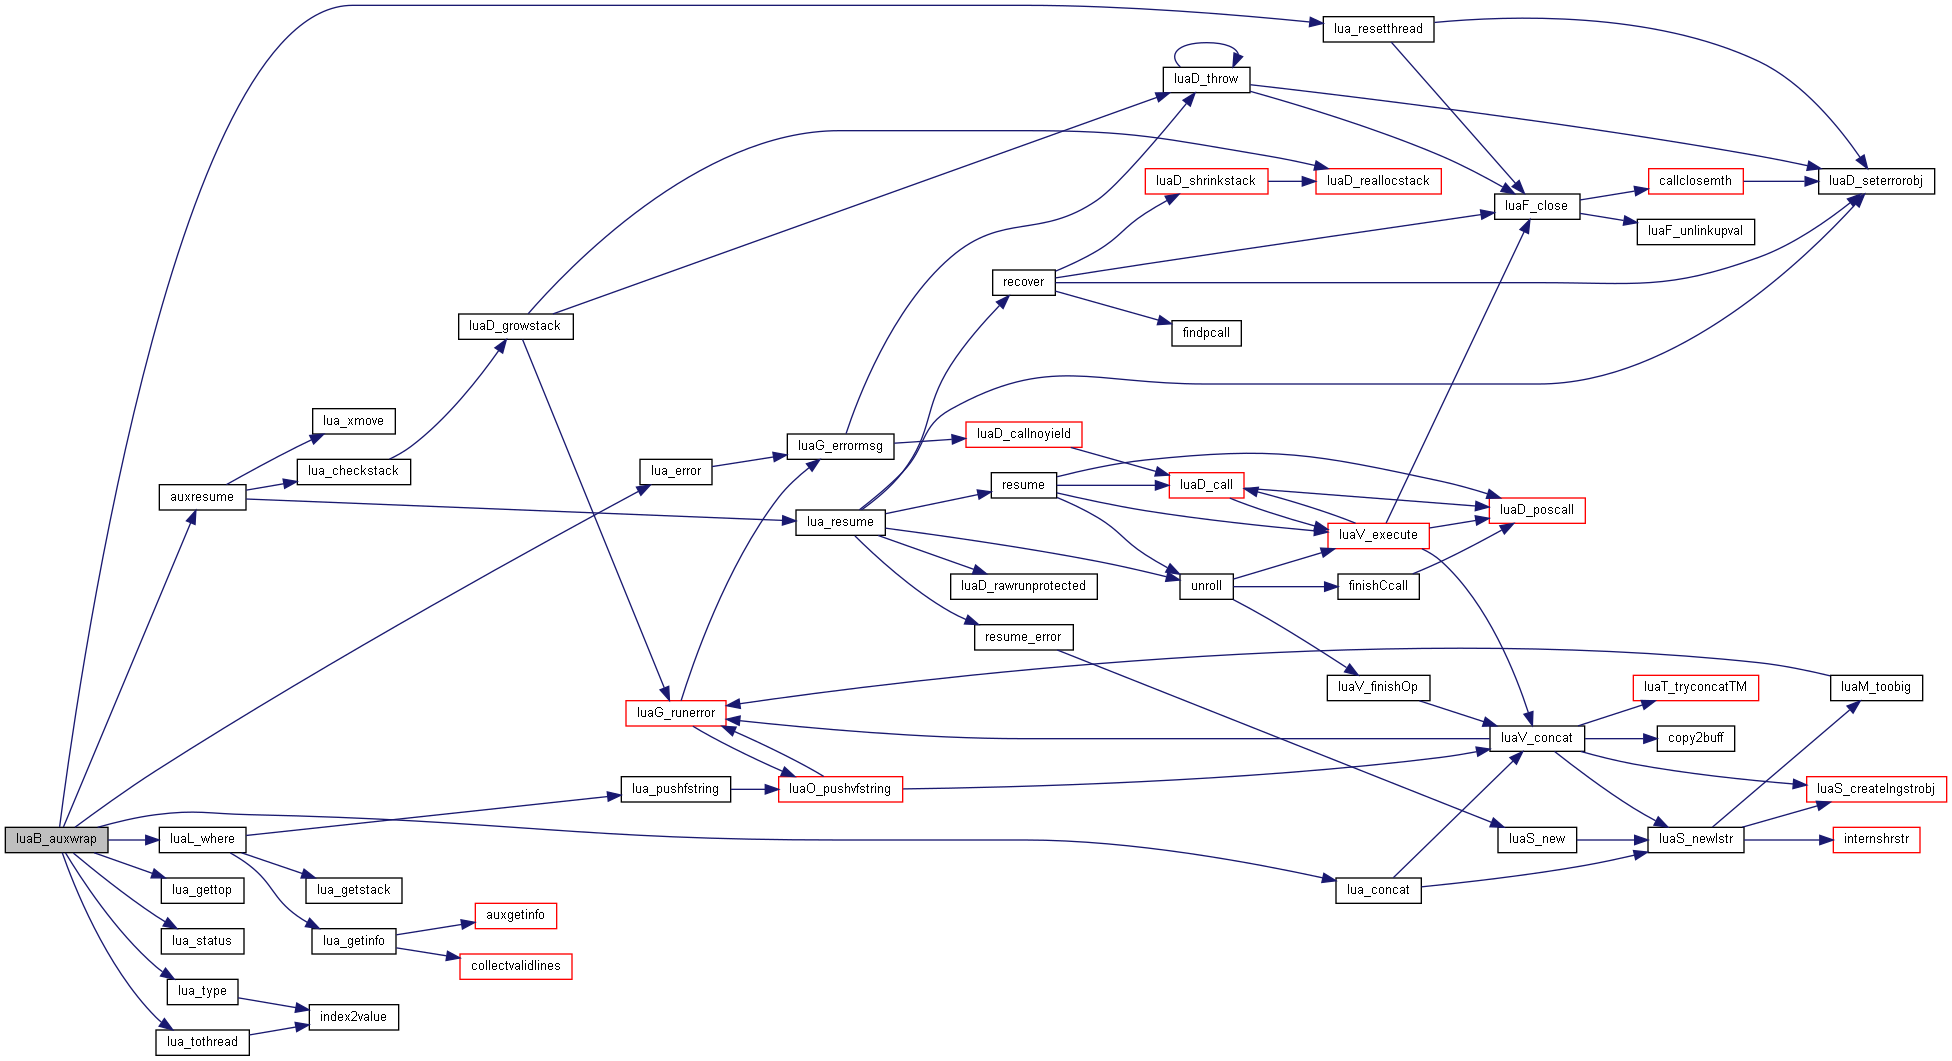 lua_resetthread
luaD_throw
luaD_shrinkstack
luaD_reallocstack
callclosemth
luaD_seterrorobj
luaF_close
luaF_unlinkupval
recover
luaD_growstack
findpcall
lua_xmove
luaG_errormsg
luaD_callnoyield
lua_checkstack
lua_error
auxresume
resume
luaD_call
luaD_poscall
lua_resume
luaV_execute
luaD_rawrunprotected
unroll
finishCcall
resume_error
luaV_finishOp
luaT_tryconcatTM
luaM_toobig
luaG_runerror
luaV_concat
copy2buff
lua_pushfstring
luaO_pushvfstring
luaS_createlngstrobj
luaB_auxwrap
luaL_where
luaS_new
luaS_newlstr
internshrstr
lua_gettop
lua_getstack
lua_concat
auxgetinfo
lua_status
lua_getinfo
collectvalidlines
lua_type
index2value
lua_tothread